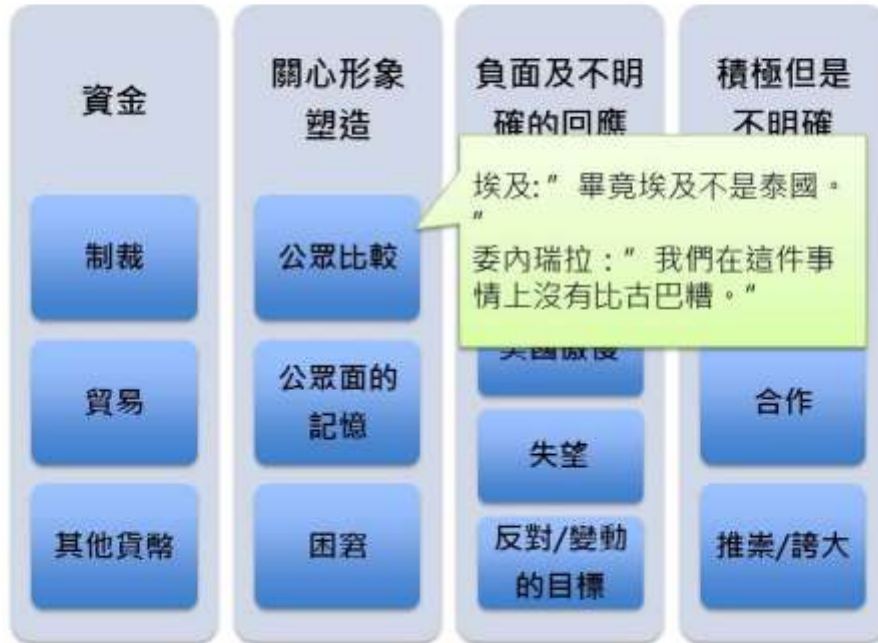 資金
制裁
貿易
其他貨幣
關心形象
塑造
公眾比較
公眾面的
記憶
困窘
負面及不明
確的回應
失望
反對/變動
的目標
積極但是
不明確
合作
推崇/誇大
埃及:”畢竟埃及不是泰國。
”
委內瑞拉：”我們在這件事
情上沒有比古巴糟。”